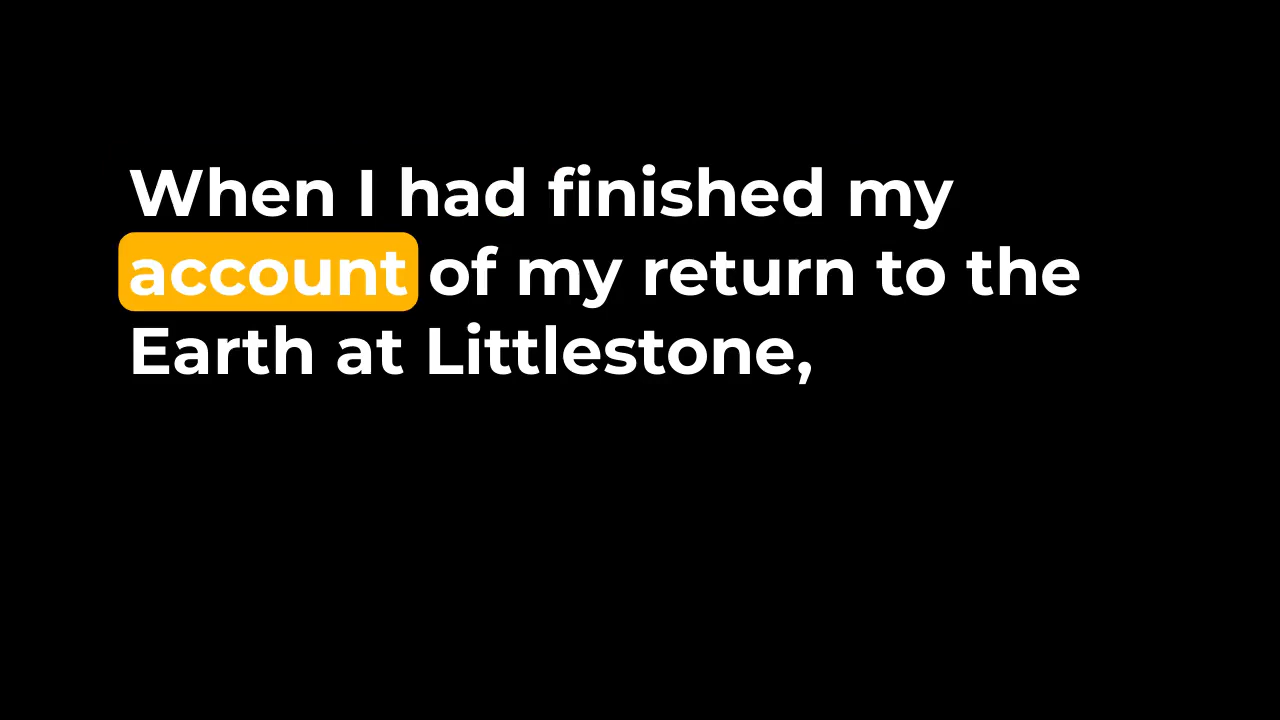 When I had finished my
account of my return to the
Earth at Littlestone,